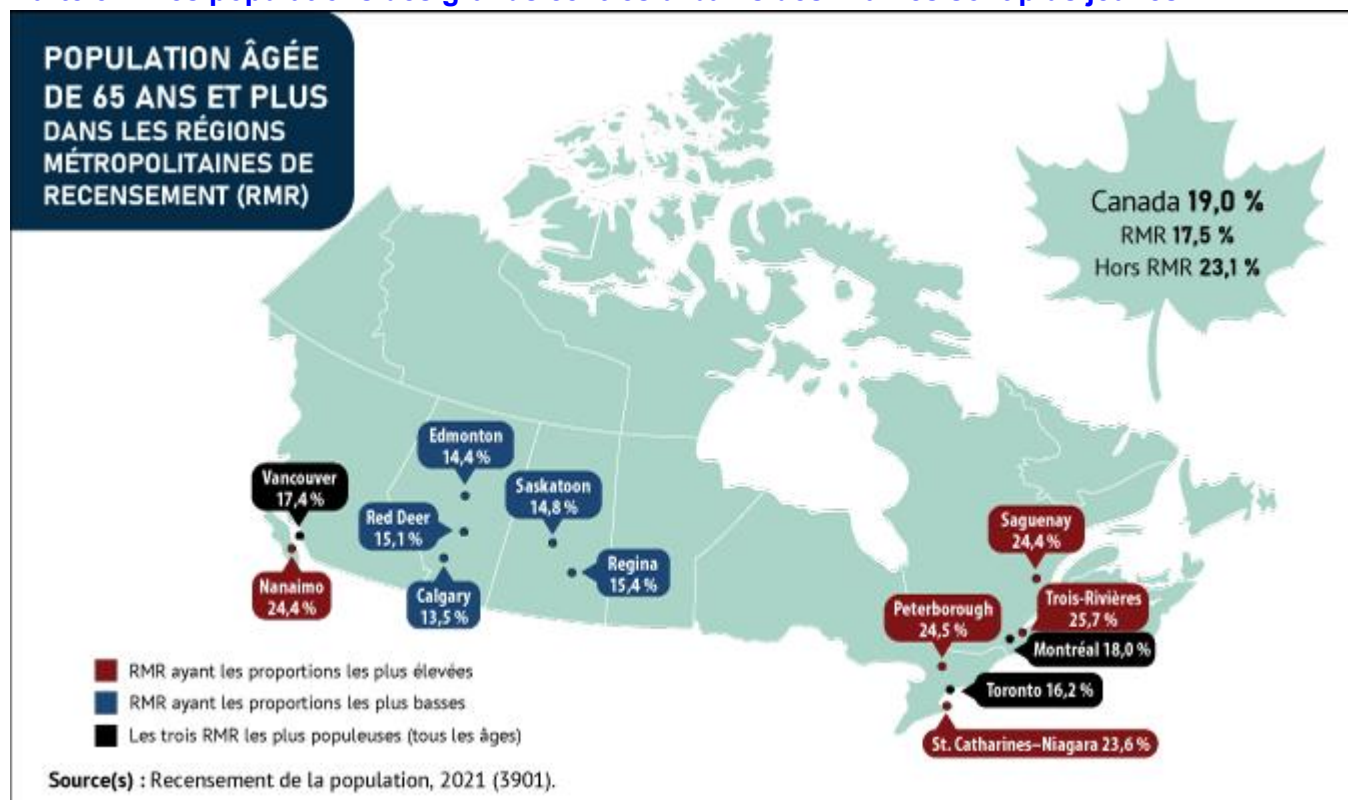 POPULATION ÂGÉE
DE 65 ANS ET PLUS
DANS LES RÉGIONS
MÉTROPOLITAINES DE
RECENSEMENT (RMR)
Canada 19,0 %
RMR 17,5 %
Hors RMR 23,1 %
Edmonton
14,4 %
Vancouver
17,4 %
Saskatoon
14,8 %
Red Deer
15,1 %
Saguenay
24,4 %
Regina
15,4 %
Nanaimo
24,4 %
Calgary
13,5 %
Peterborough
24,5 %
Trois-Rivières
25,7 %
Montréal 18,0 %
Toronto 16,2 %
St. Catharines–Niagara 23,6 %
RMR ayant les proportions les plus élevées
RMR ayant les proportions les plus basses
Les trois RMR les plus populeuses (tous les âges)
Source(s) : Recensement de la population, 2021 (3901).